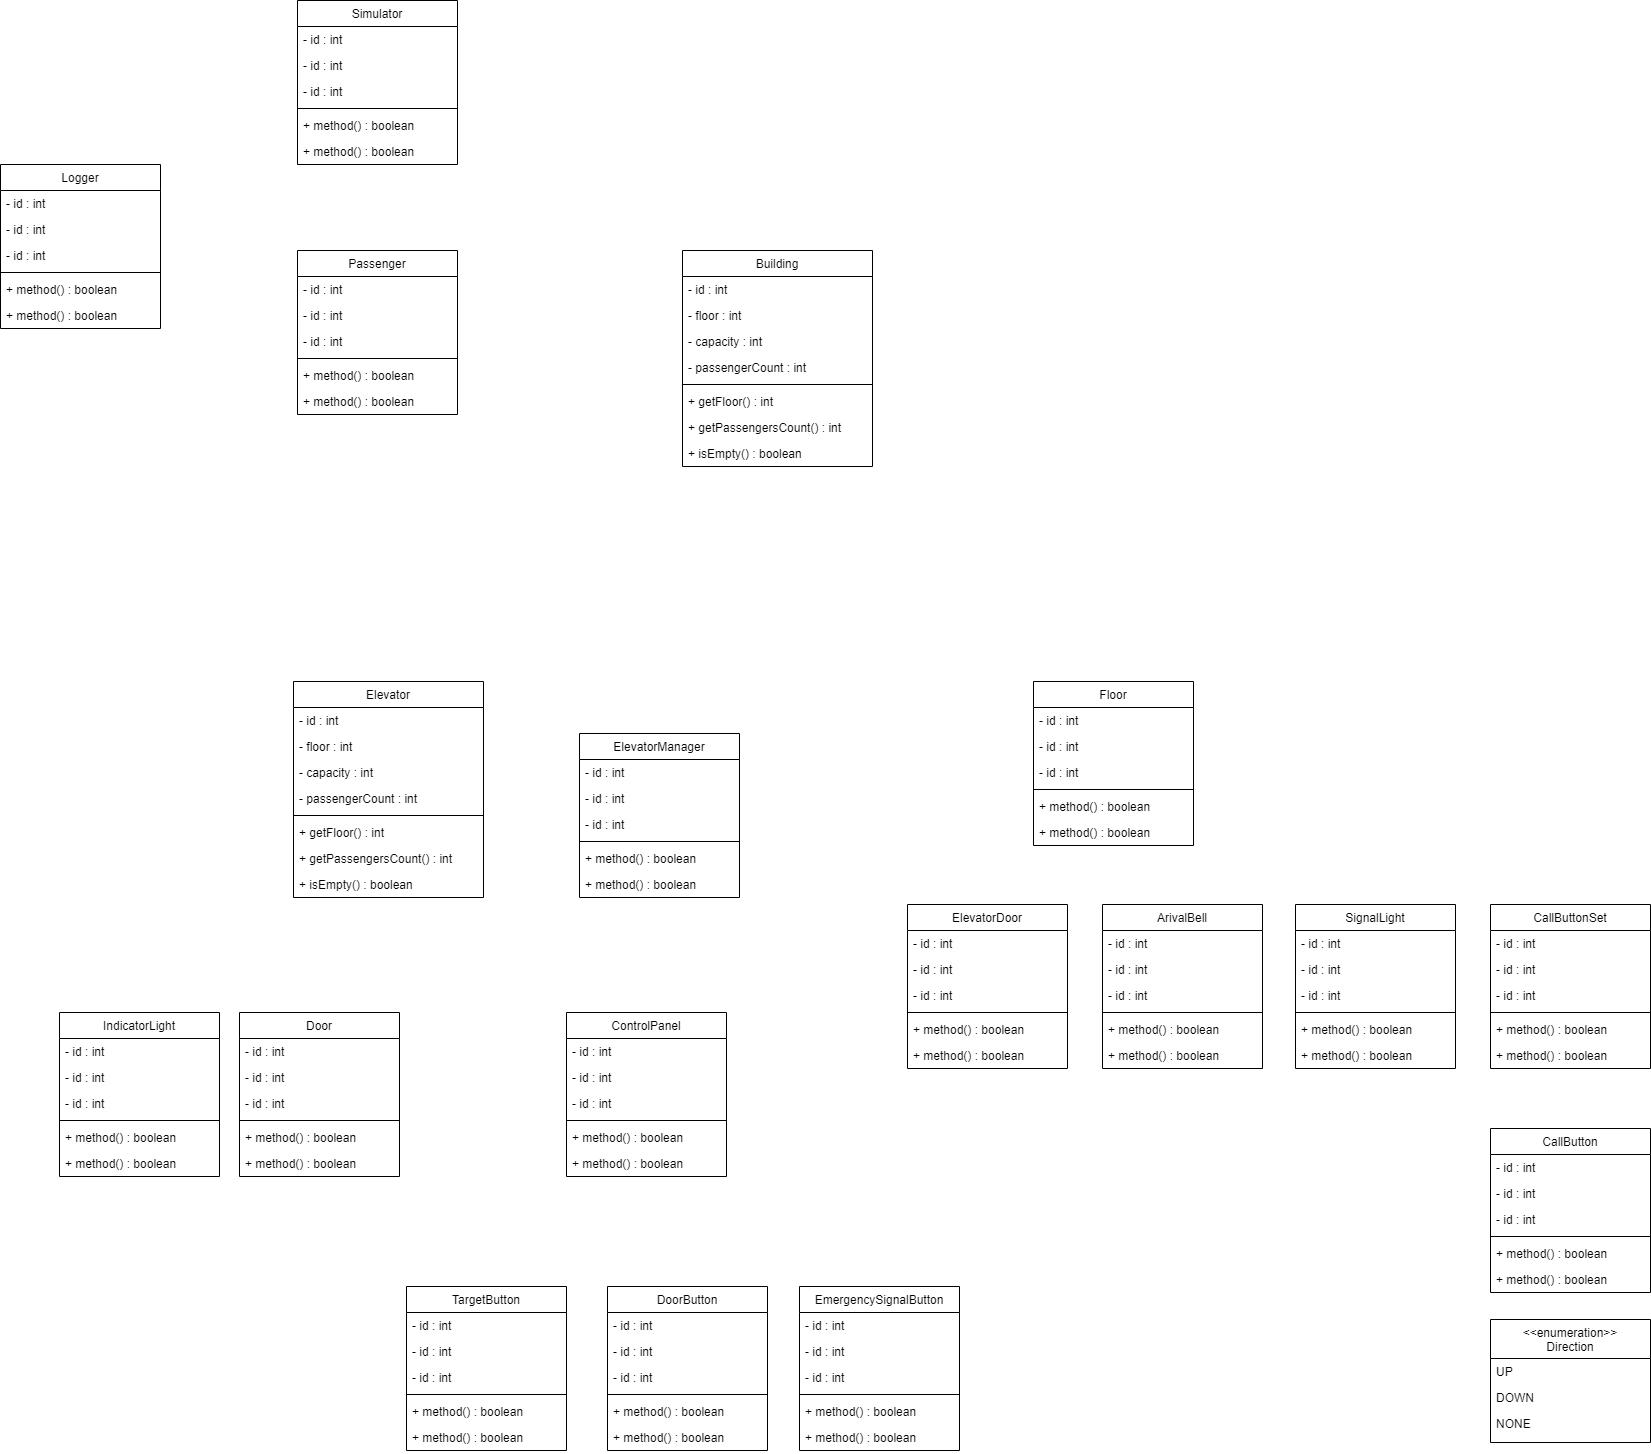 Simulator
- id : int
- id : int
- id : int
+ method() : boolean
+ method() : boolean
Logger
- id : int
- id : int
- id : int
+ method() : boolean
+ method() : boolean
Passenger
- id : int
- id : int
- id : int
+ method() : boolean
+ method() : boolean
Building
- id : int
- floor : int
- capacity : int
- passengerCount : int
+ getFloor() : int
+ getPassengersCount() : int
+ isEmpty() : boolean
Elevator
- id : int
- floor : int
- capacity : int
- passengerCount : int
+ getFloor() : int
+ getPassengersCount() : int
+ isEmpty() : boolean
ElevatorManager
- id : int
- id : int
- id : int
+ method() : boolean
+ method() : boolean
Floor
- id : int
- id : int
- id : int
+ method() : boolean
+ method() : boolean
ElevatorDoor
- id : int
- id : int
- id : int
+ method() : boolean
+ method() : boolean
ArivalBell
- id : int
- id : int
- id : int
+ method() : boolean
+ method() : boolean
SignalLight
- id : int
- id : int
- id : int
+ method() : boolean
+ method() : boolean
CallButtonSet
- id : int
- id : int
- id : int
+ method() : boolean
+ method() : boolean
IndicatorLight
- id : int
- id : int
- id : int
+ method() : boolean
+ method() : boolean
Door
- id : int
- id : int
- id : int
+ method() : boolean
+ method() : boolean
ControlPanel
- id : int
- id : int
- id : int
+ method() : boolean
+ method() : boolean
CallButton
- id : int
- id : int
- id : int
+ method() : boolean
+ method() : boolean
TargetButton
- id : int
- id : int
- id : int
+ method() : boolean
+ method() : boolean
DoorButton
- id : int
- id : int
- id : int
+ method() : boolean
+ method() : boolean
EmergencySignalButton
- id : int
- id : int
- id : int
+ method() : boolean
+ method() : boolean
<<enumeration>>
Direction
UP
DOWN
NONE